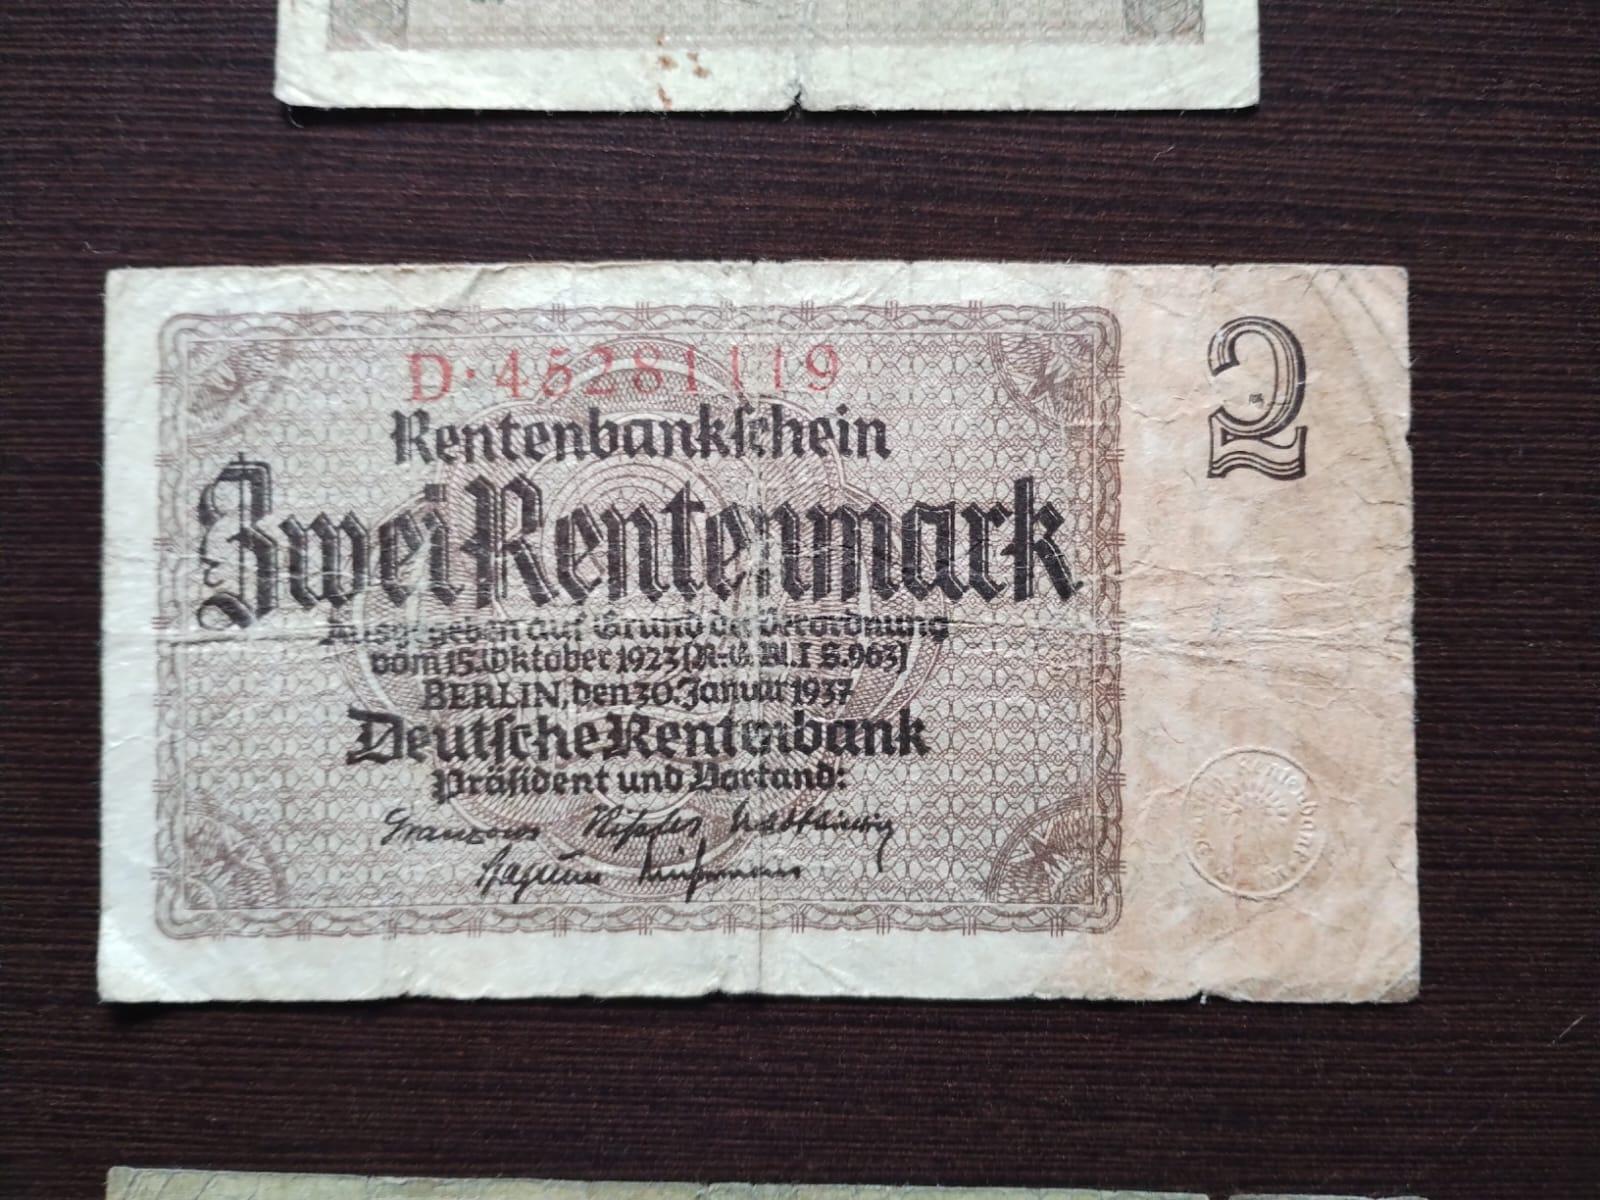 D·45281119
2
Rentenbankſchein
Zwei Rentenmark
Ausgegeben auf Grund der Verordnung
vom 15. Oktober 1923 (R-G. Bl. I S. 963)
BERLIN, den 30. Januar 1937
Deutſche Rentenbank
Präſident und Vorſtand: